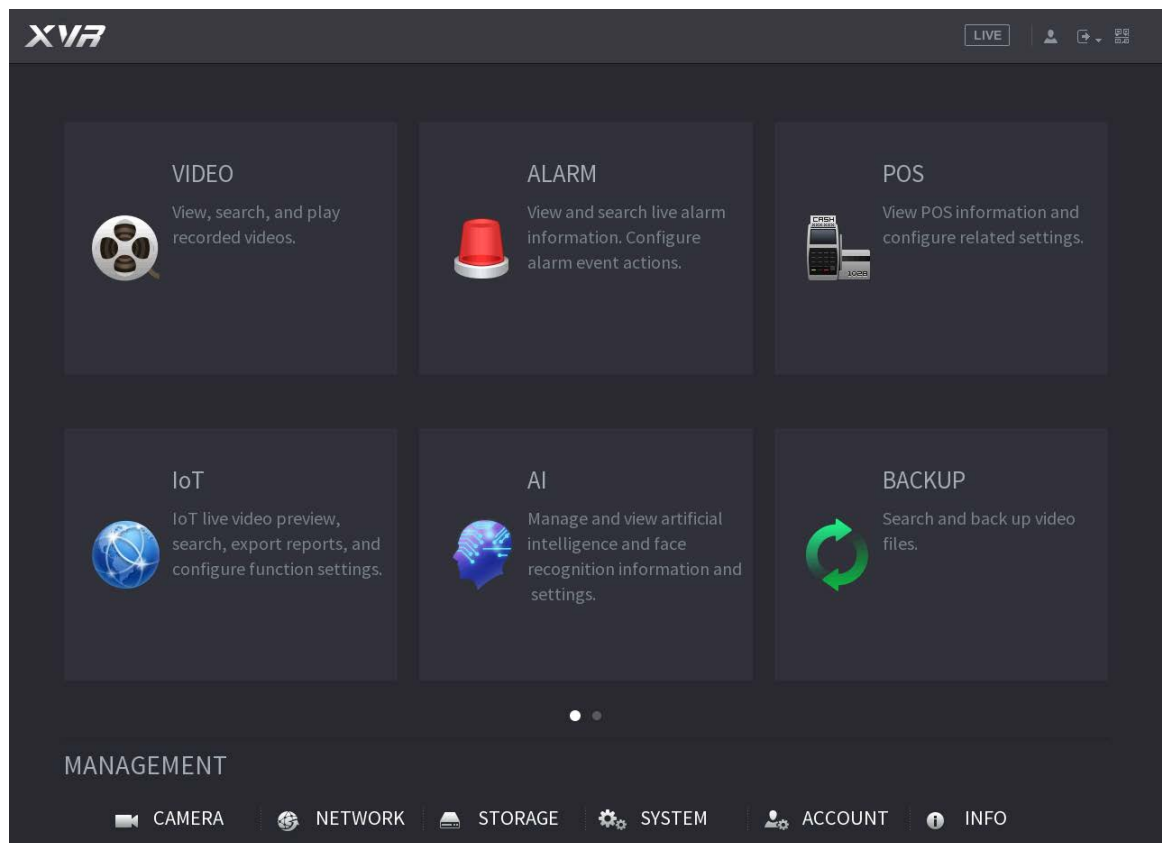 XVR
LIVE
VIDEO
View, search, and play
recorded videos.
ALARM
View and search live alarm
information. Configure
alarm event actions.
POS
View POS information and
configure related settings.
CASH
1028
IoT
IoT live video preview,
search, export reports, and
configure function settings.
AI
Manage and view artificial
intelligence and face
recognition information and
settings.
BACKUP
Search and back up video
files.
MANAGEMENT
CAMERA NETWORK STORAGE SYSTEM ACCOUNT INFO